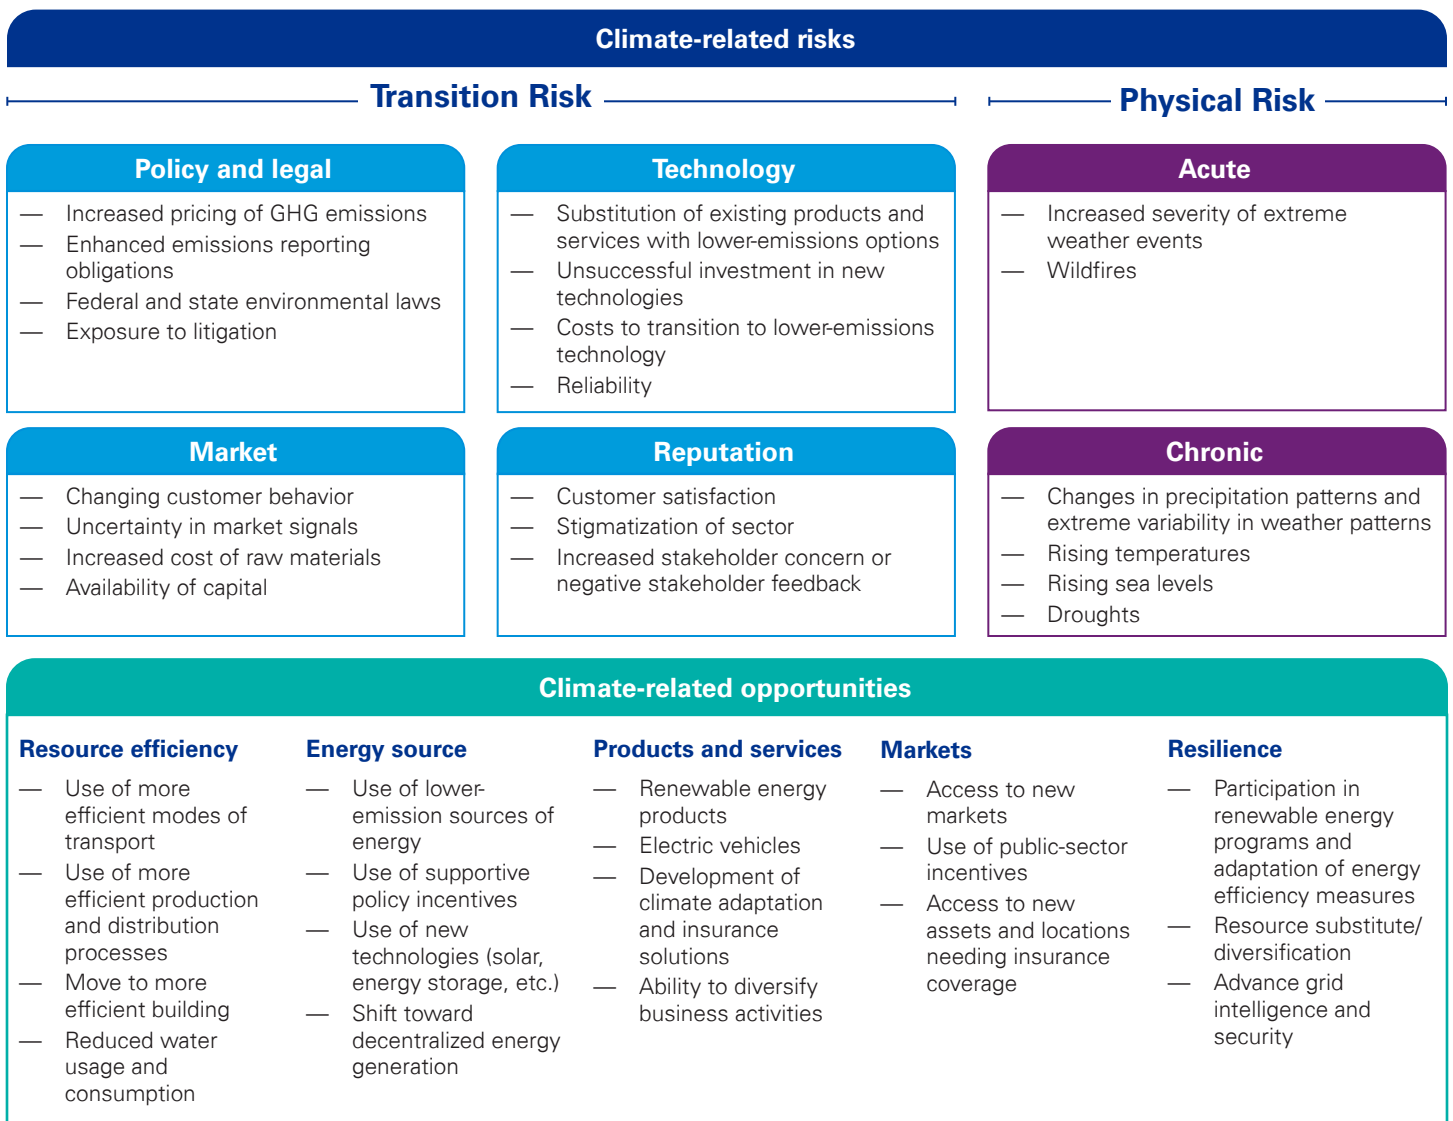 Climate-related risks
Transition Risk
Physical Risk
Policy and legal
— Increased pricing of GHG emissions
— Enhanced emissions reporting
obligations
— Federal and state environmental laws
— Exposure to litigation
Technology
— Substitution of existing products and
services with lower-emissions options
— Unsuccessful investment in new
technologies
— Costs to transition to lower-emissions
technology
— Reliability
Acute
— Increased severity of extreme
weather events
— Wildfires
Market
— Changing customer behavior
— Uncertainty in market signals
— Increased cost of raw materials
— Availability of capital
Reputation
— Customer satisfaction
— Stigmatization of sector
— Increased stakeholder concern or
negative stakeholder feedback
Chronic
— Changes in precipitation patterns and
extreme variability in weather patterns
— Rising temperatures
— Rising sea levels
— Droughts
Climate-related opportunities
Resource efficiency
— Use of more
efficient modes of
transport
— Use of more
efficient production
and distribution
processes
— Move to more
efficient building
— Reduced water
usage and
consumption
Energy source
— Use of lower-
emission sources of
energy
— Use of supportive
policy incentives
— Use of new
technologies (solar,
energy storage, etc.)
— Shift toward
decentralized energy
generation
Products and services
— Renewable energy
products
— Electric vehicles
— Development of
climate adaptation
and insurance
solutions
— Ability to diversify
business activities
Markets
— Access to new
markets
— Use of public-sector
incentives
— Access to new
assets and locations
needing insurance
coverage
Resilience
— Participation in
renewable energy
programs and
adaptation of energy
efficiency measures
— Resource substitute/
diversification
— Advance grid
intelligence and
security